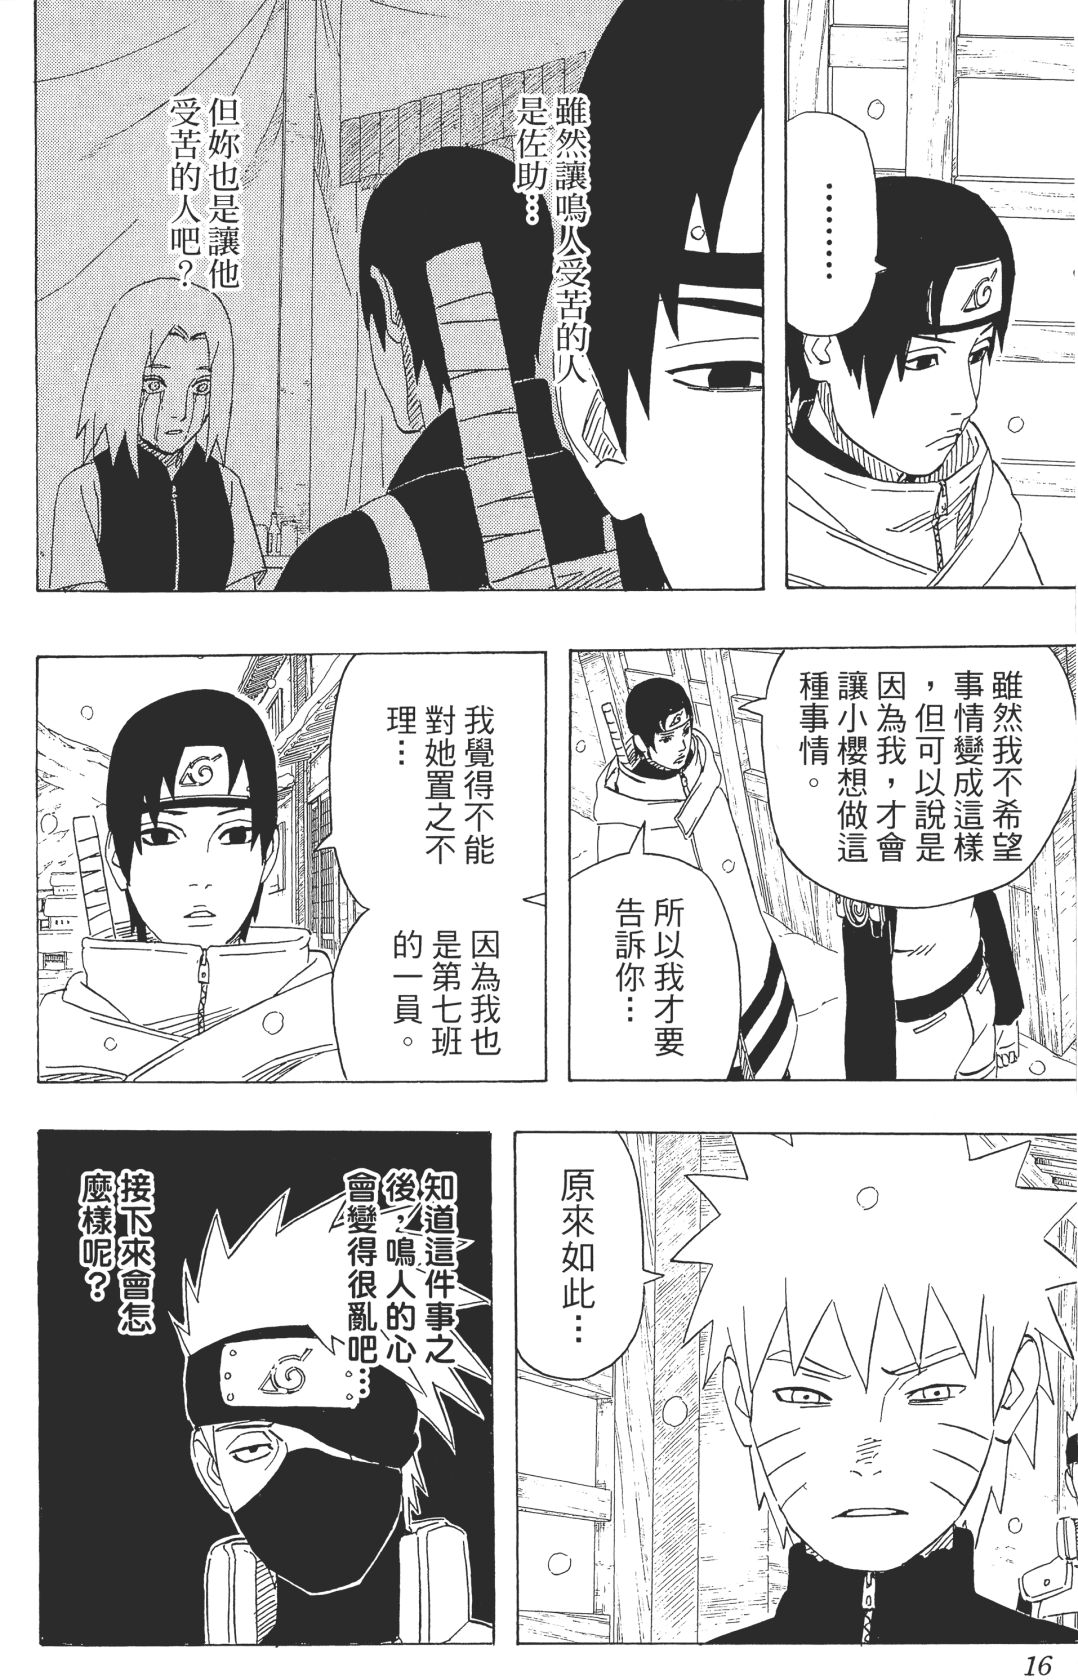 ………
雖然讓鳴人受苦的人
是佐助…
但妳也是讓他
受苦的人吧？
雖然我不希望
事情變成這樣
，但可以說是
因為我，才會
讓小櫻想做這
種事情。
所以我才要
告訴你…
我覺得不能
對她置之不
理…
因為我也
是第七班
的一員。
原來如此…
知道這件事之
後，鳴人的心
會變得很亂吧…
接下來會怎
麼樣呢？
16